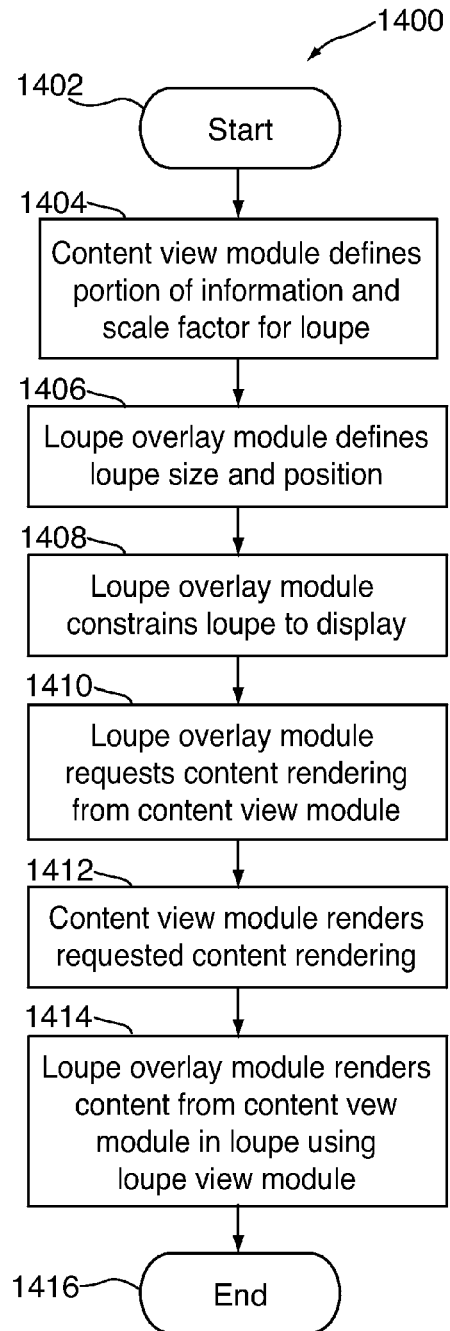 1400
1402
Start
1404
Content view module defines
portion of information and
scale factor for loupe
1406
Loupe overlay module defines
loupe size and position
1408
Loupe overlay module
constrains loupe to display
1410
Loupe overlay module
requests content rendering
from content view module
1412
Content view module renders
requested content rendering
1414
Loupe overlay module renders
content from content vew
module in loupe using
loupe view module
1416
End